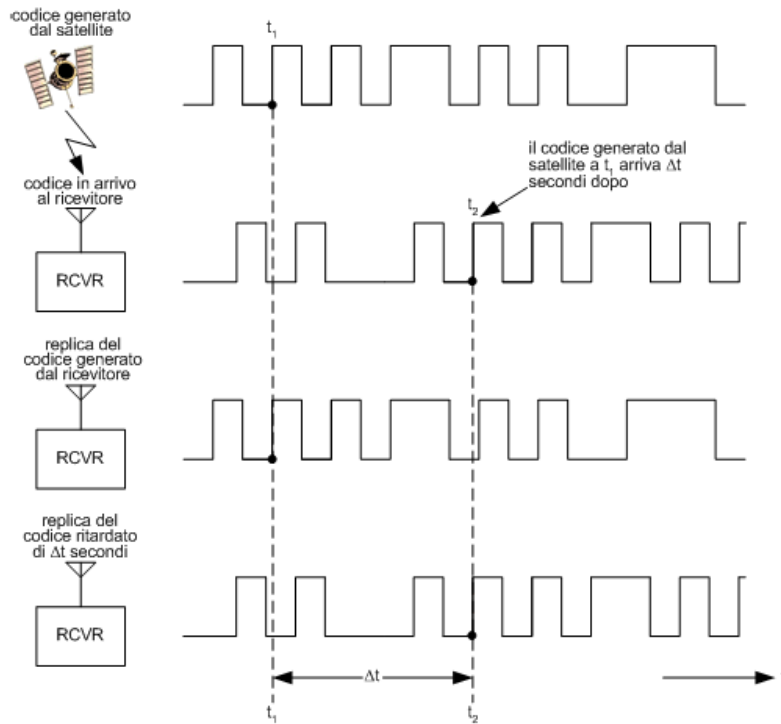 codice generato
dal satellite
t₁
il codice generato dal
satellite a t₁ arriva Δt
secondi dopo
codice in arrivo
al ricevitore
t₂
RCVR
replica del
codice generato
dal ricevitore
RCVR
replica del
codice ritardato
di Δt secondi
RCVR
Δt
t₁
t₂